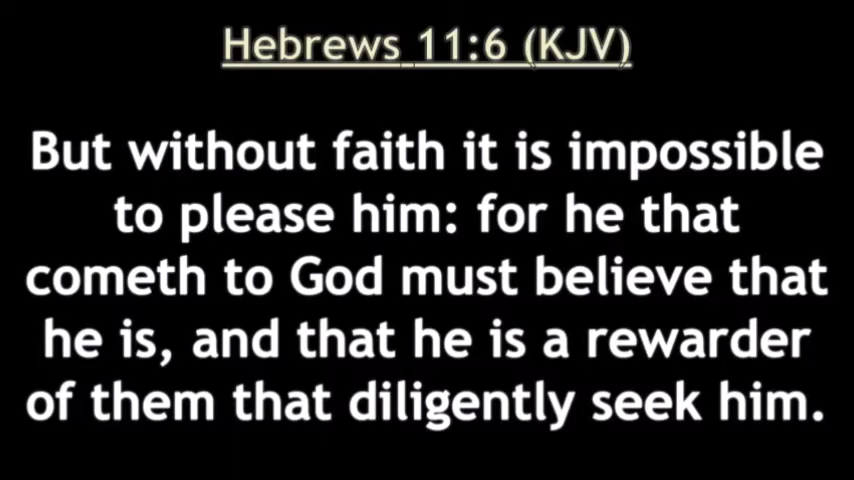 Hebrews 11:6 (KJV)
But without faith it is impossible
to please him: for he that
cometh to God must believe that
he is, and that he is a rewarder
of them that diligently seek him.